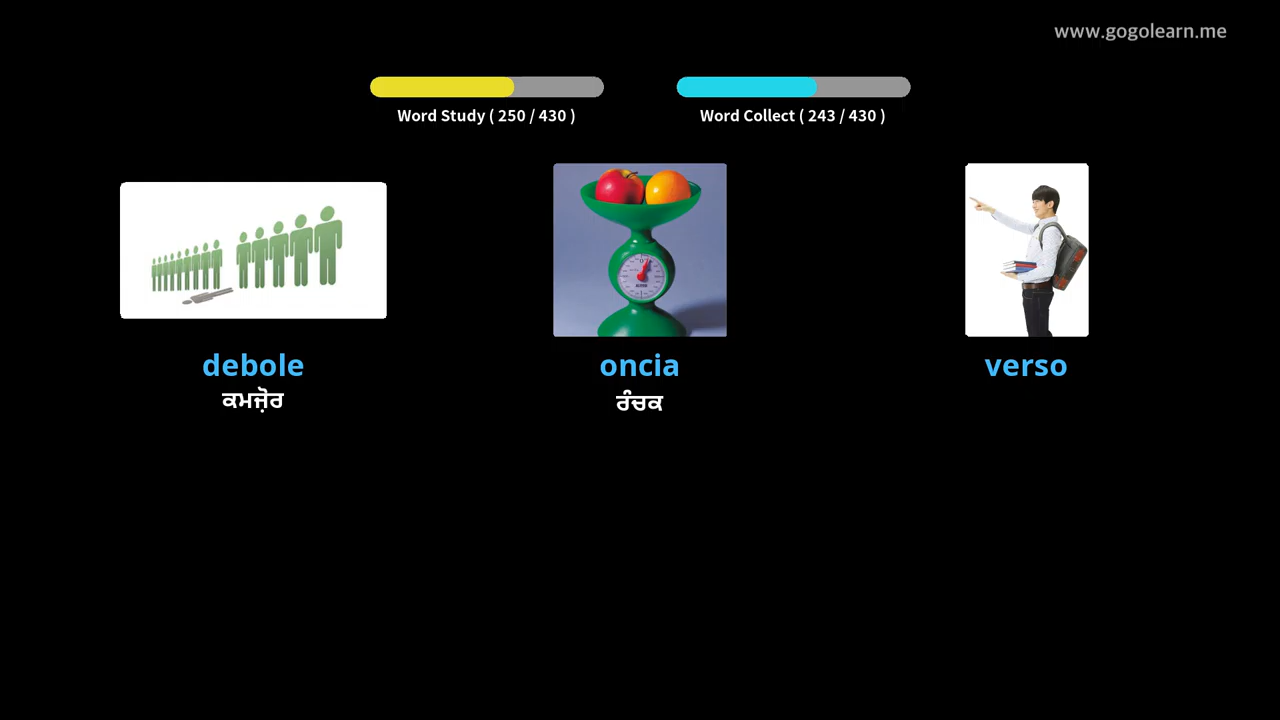 www.gogolearn.me
Word Study ( 250 / 430 )
Word Collect ( 243 / 430 )
debole
ਕਮਜ਼ੋਰ
oncia
ਰੰਚਕ
verso